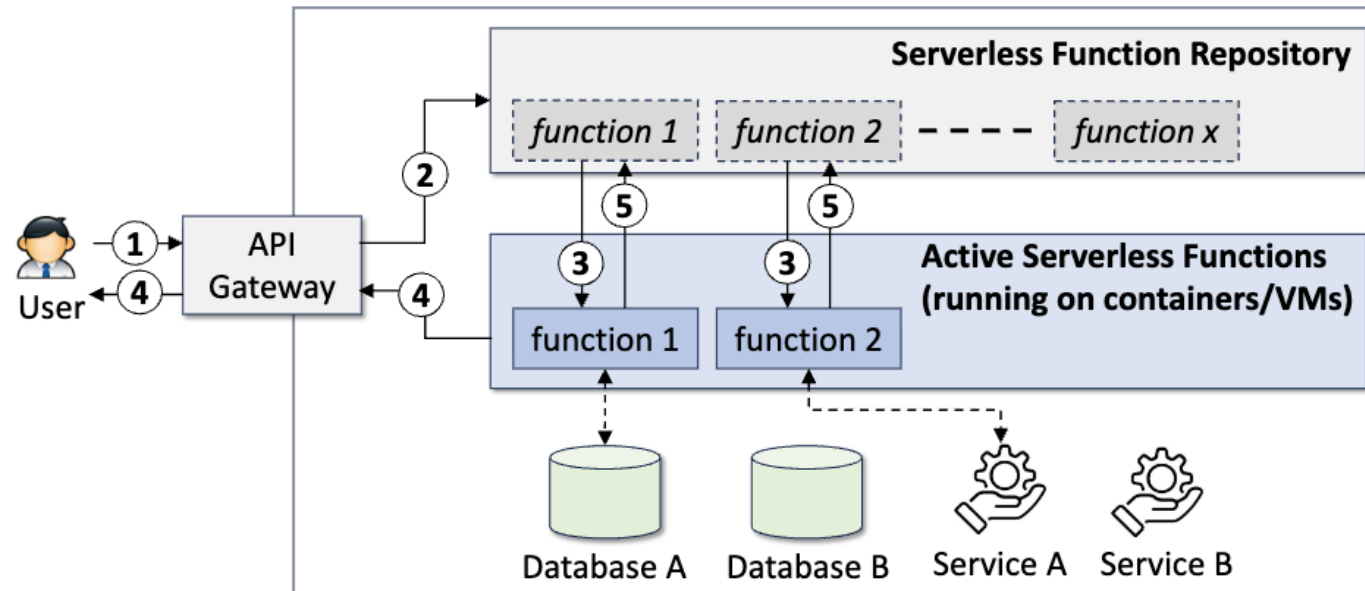 Serverless Function Repository
function 1
function 2
function x
2
5
5
1
API
Gateway
User
4
4
3
3
Active Serverless Functions
(running on containers/VMs)
function 1
function 2
Database A
Database B
Service A
Service B